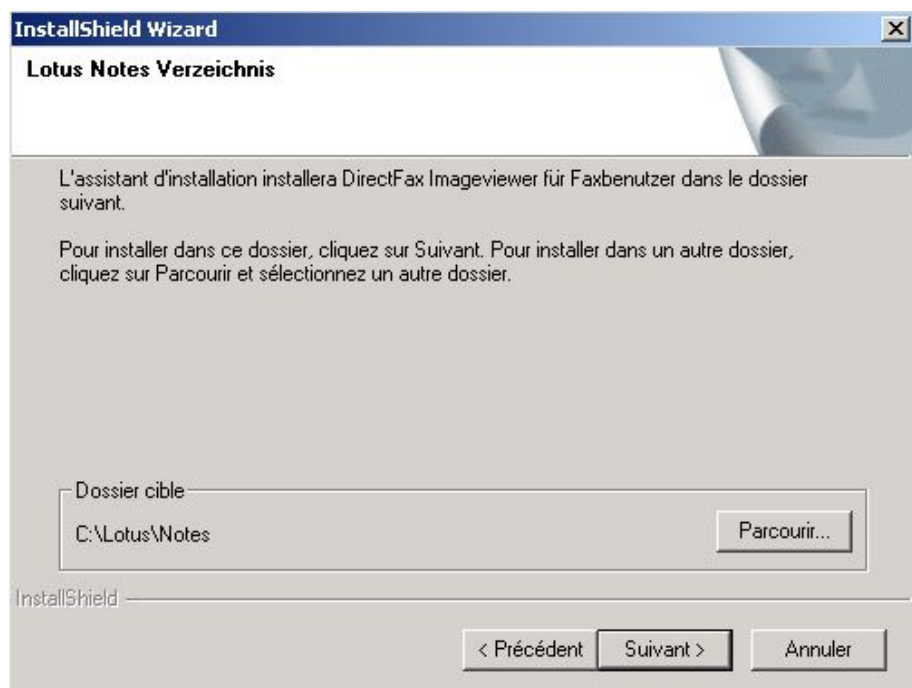 InstallShield Wizard
Lotus Notes Verzeichnis
L'assistant d'installation installera DirectFax Imageviewer für Faxbenutzer dans le dossier
suivant.
Pour installer dans ce dossier, cliquez sur Suivant. Pour installer dans un autre dossier,
cliquez sur Parcourir et sélectionnez un autre dossier.
Dossier cible
C:\Lotus\Notes
Parcourir...
InstallShield
< Précédent
Suivant >
Annuler